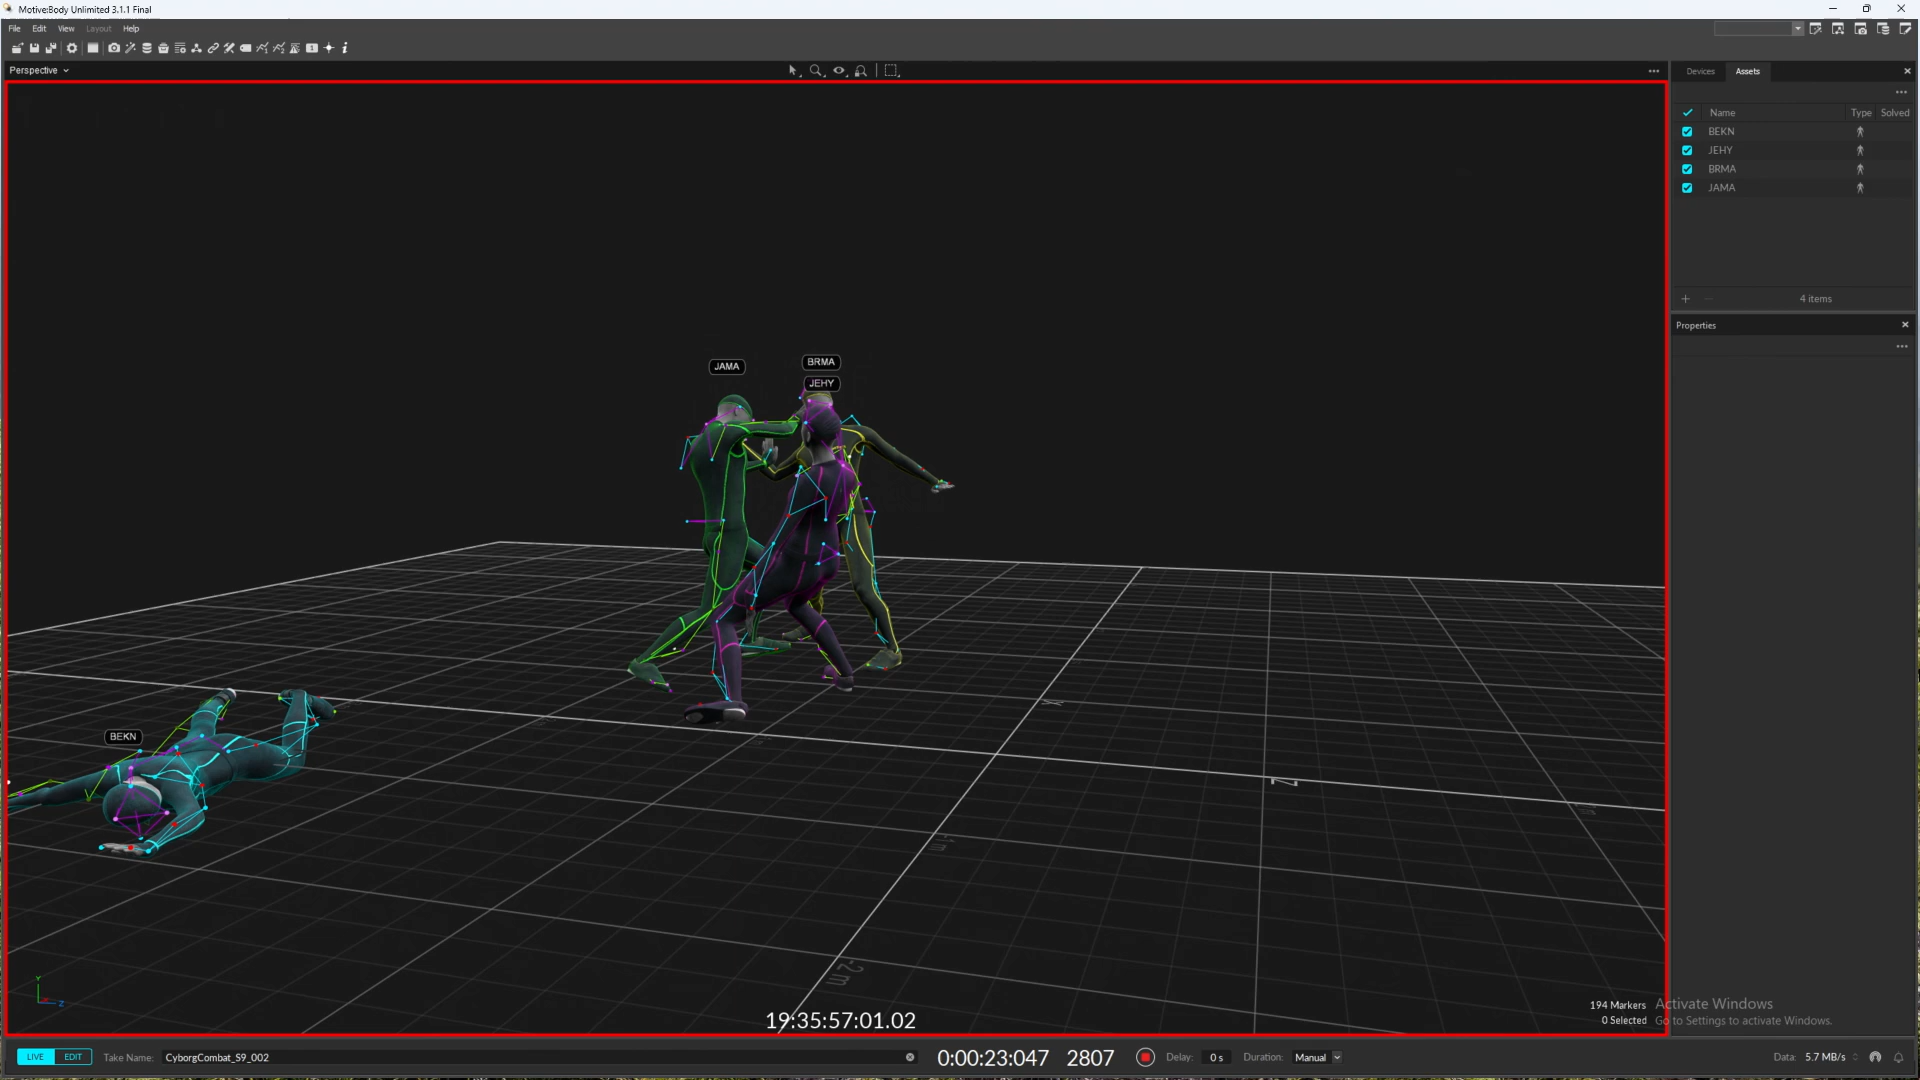 Motive:Body Unlimited 3.1.1 Final
File Edit View Layout Help
Perspective
Devices Assets
Name Type Solved
BEKN
JEHY
BRMA
JAMA
4 items
Properties
JAMA
BRMA
JEHY
BEKN
X
Z
-2m
Y
Z
19:35:57:01.02
194 Markers
0 Selected
Activate Windows
Go to Settings to activate Windows.
LIVE EDIT Take Name: CyborgCombat_S9_002 0:00:23:047 2807 Delay: 0 s Duration: Manual Data: 5.7 MB/s